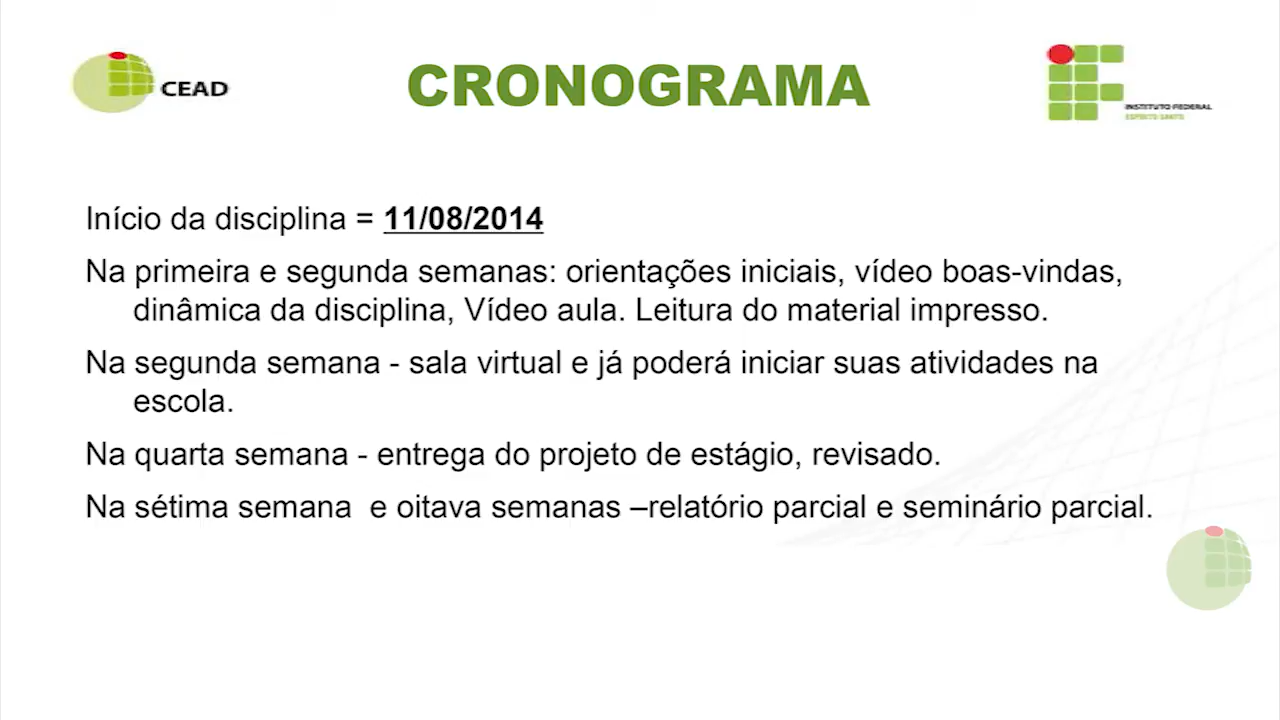 CEAD
CRONOGRAMA
INSTITUTO FEDERAL
ESPÍRITO SANTO
Início da disciplina = 11/08/2014
Na primeira e segunda semanas: orientações iniciais, vídeo boas-vindas,
dinâmica da disciplina, Vídeo aula. Leitura do material impresso.
Na segunda semana - sala virtual e já poderá iniciar suas atividades na
escola.
Na quarta semana - entrega do projeto de estágio, revisado.
Na sétima semana  e oitava semanas –relatório parcial e seminário parcial.